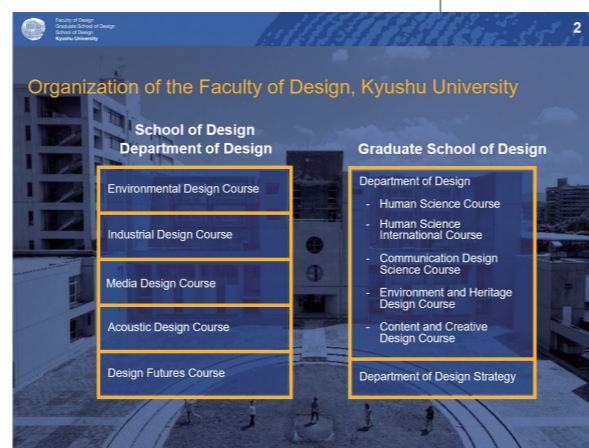 Faculty of Design
Graduate School of Design
School of Design
Kyushu University
2
Organization of the Faculty of Design, Kyushu University
School of Design
Department of Design
Environmental Design Course
Industrial Design Course
Media Design Course
Acoustic Design Course
Design Futures Course
Graduate School of Design
Department of Design
- Human Science Course
- Human Science
International Course
- Communication Design
Science Course
- Environment and Heritage
Design Course
- Content and Creative
Design Course
Department of Design Strategy